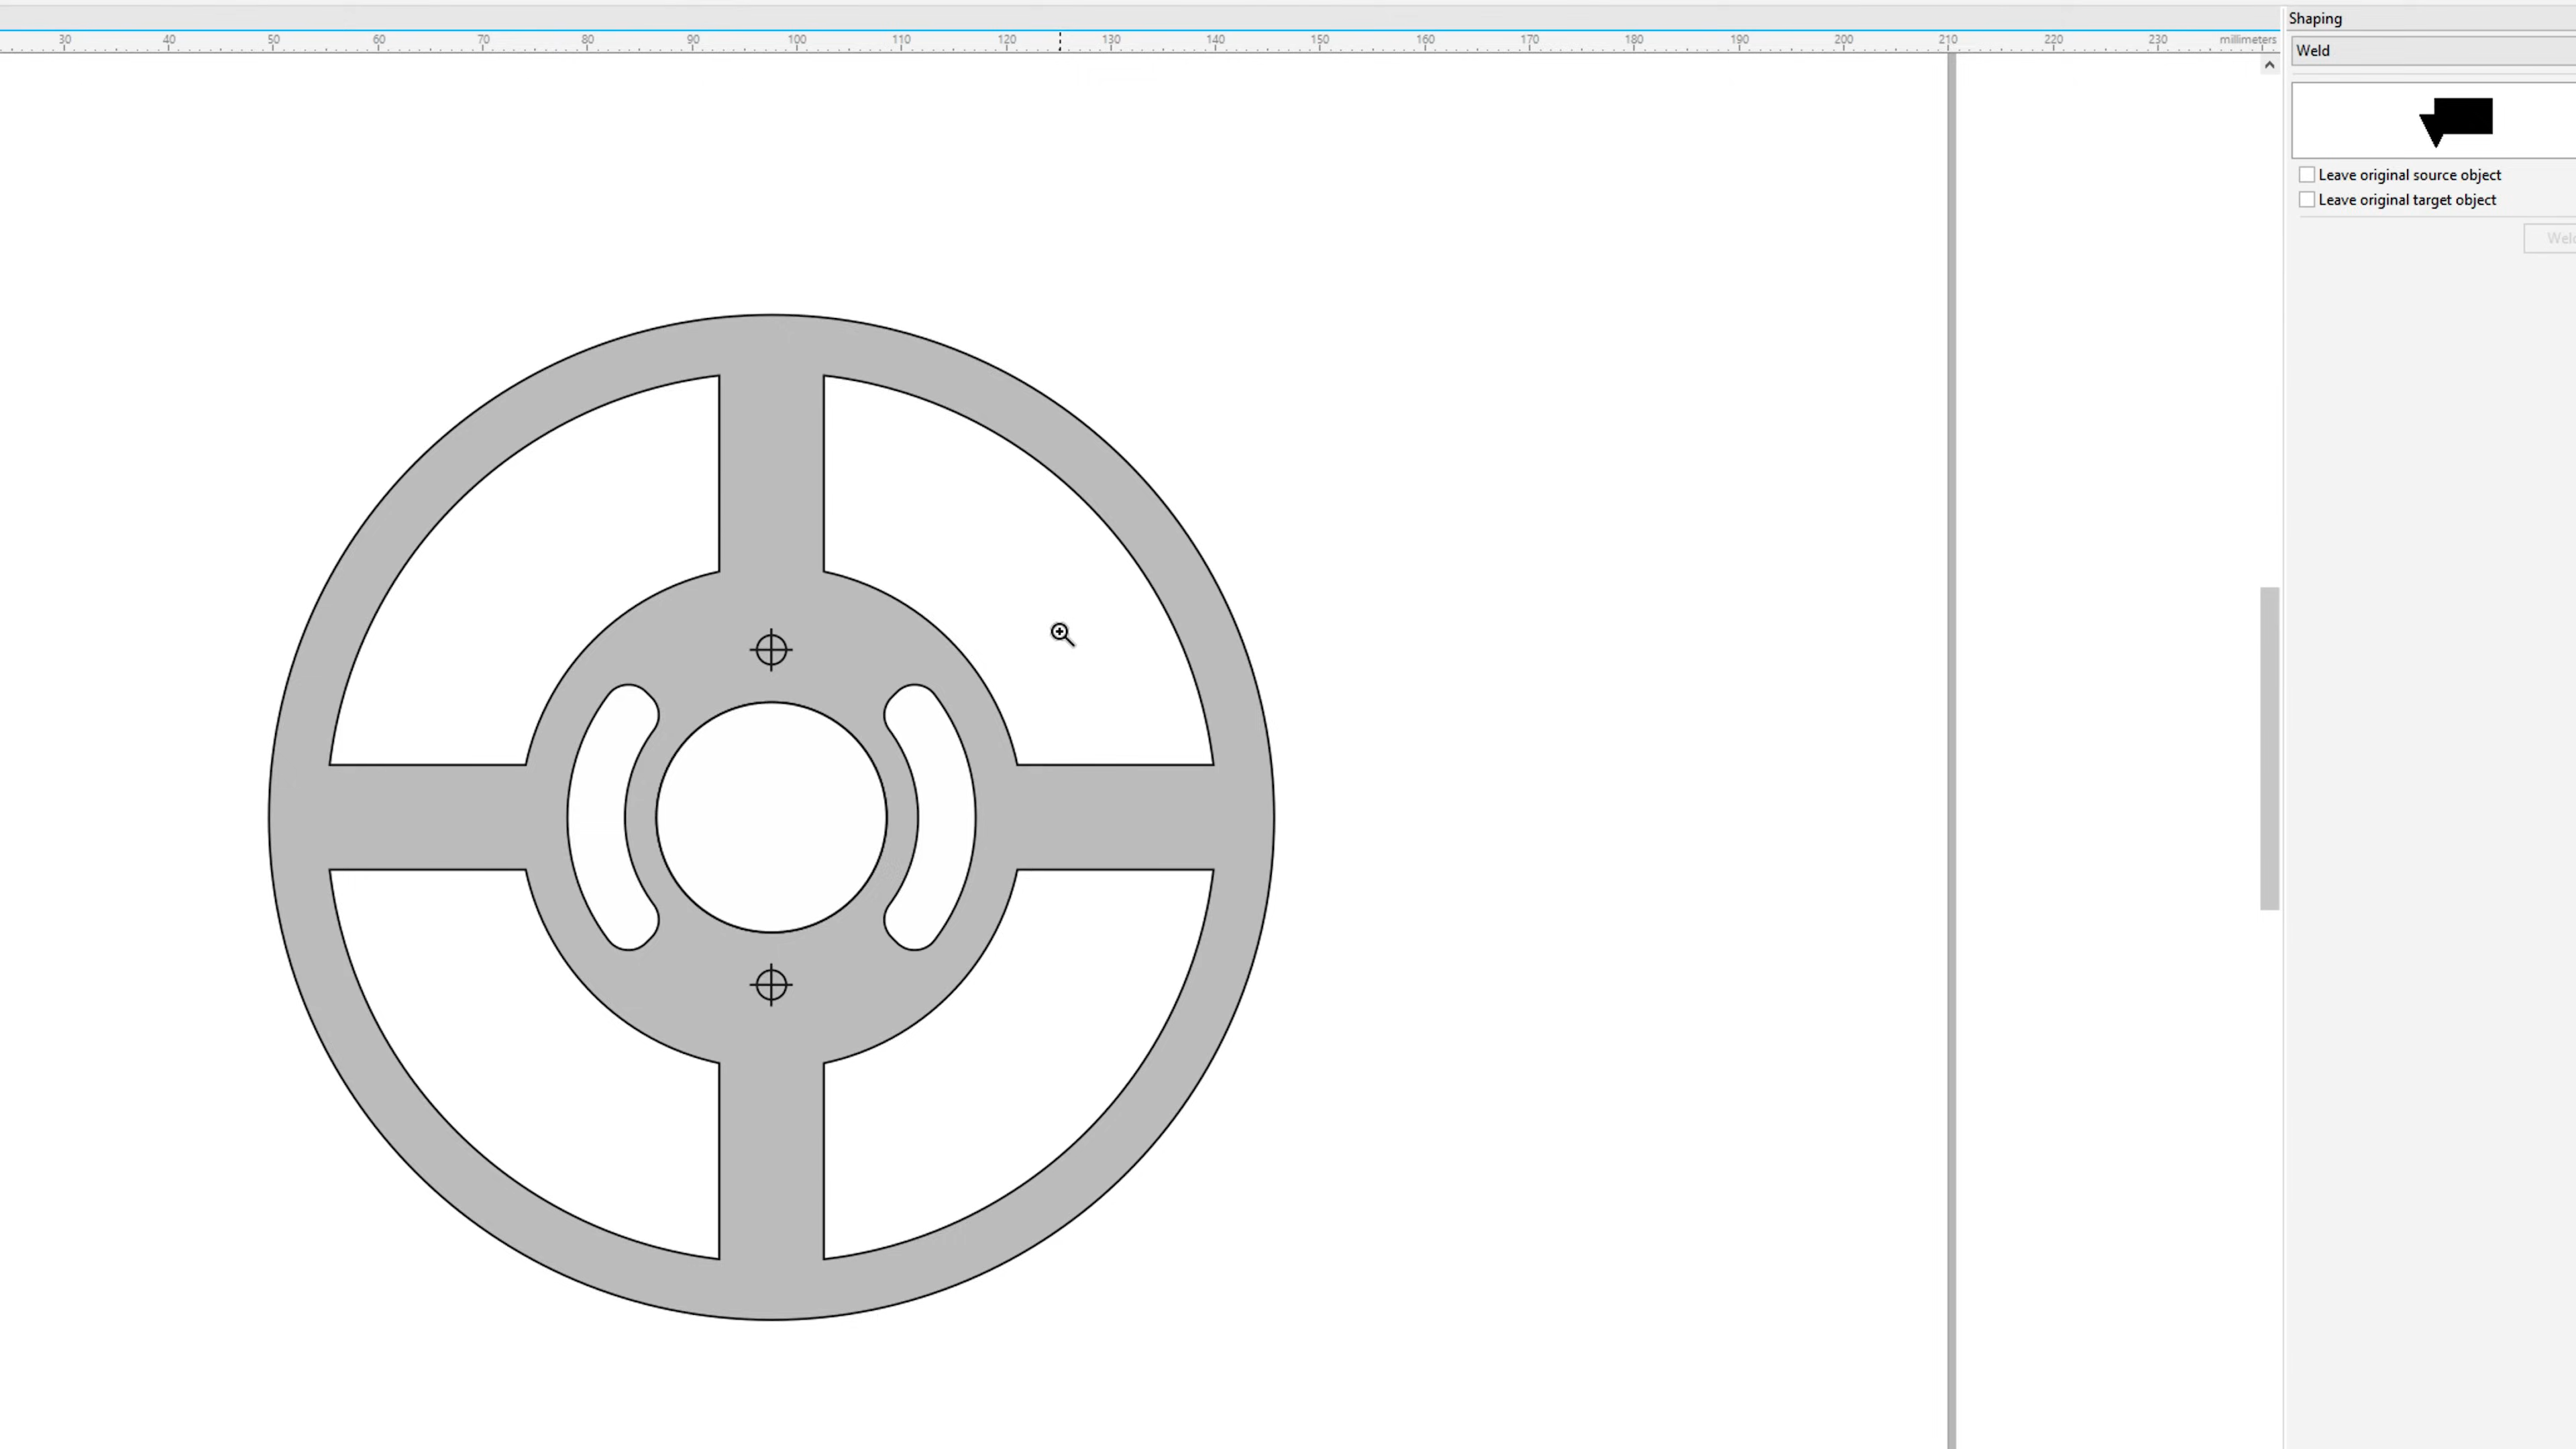 Shaping
30 40 50 60 70 80 90 100 110 120 130 140 150 160 170 180 190 200 210 220 230 millimeters
Weld
Leave original source object
Leave original target object